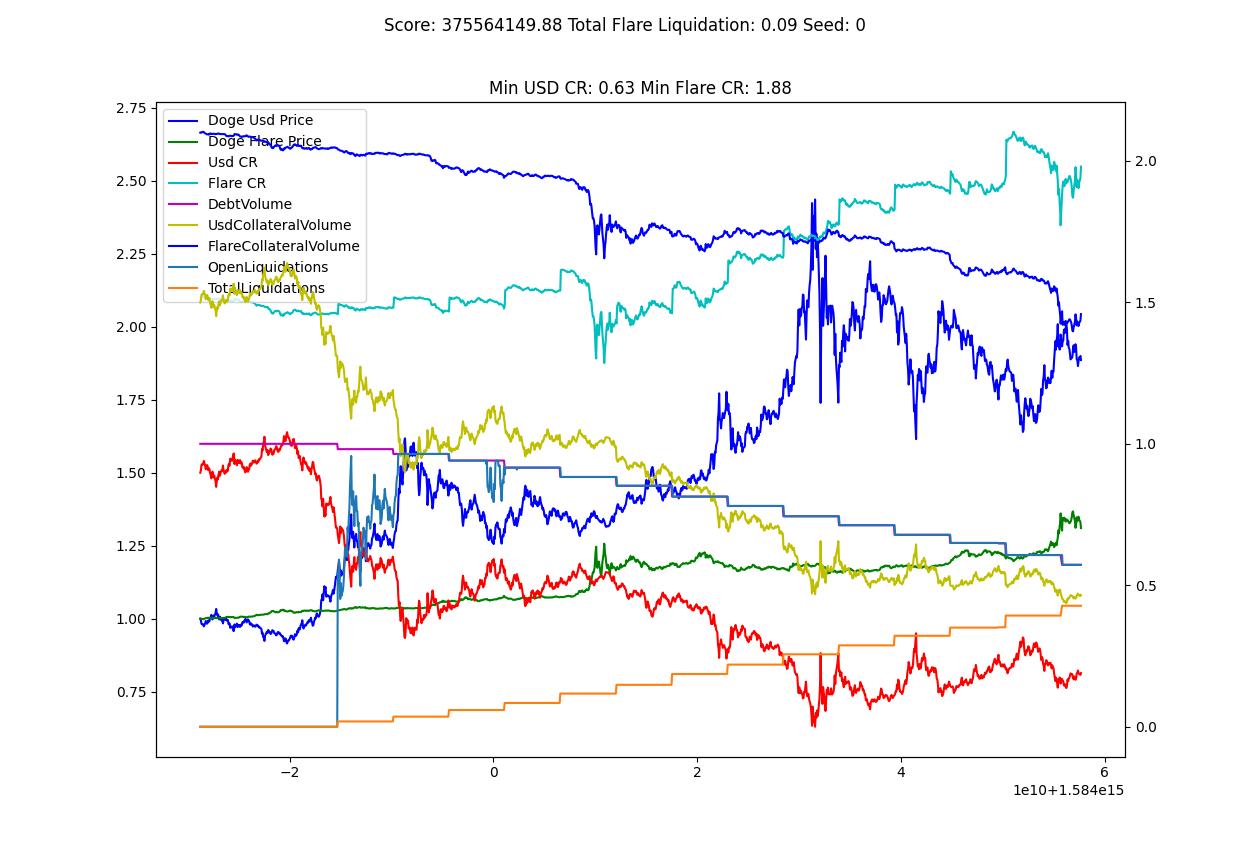 Score: 375564149.88 Total Flare Liquidation: 0.09 Seed: 0
Min USD CR: 0.63 Min Flare CR: 1.88
Doge Usd Price
Doge Flare Price
Usd CR
Flare CR
DebtVolume
UsdCollateralVolume
FlareCollateralVolume
OpenLiquidations
TotalLiquidations
2.75
2.50
2.25
2.00
1.75
1.50
1.25
1.00
0.75
2.0
1.5
1.0
0.5
0.0
−2
0
2
4
6
1e10+1.584e15